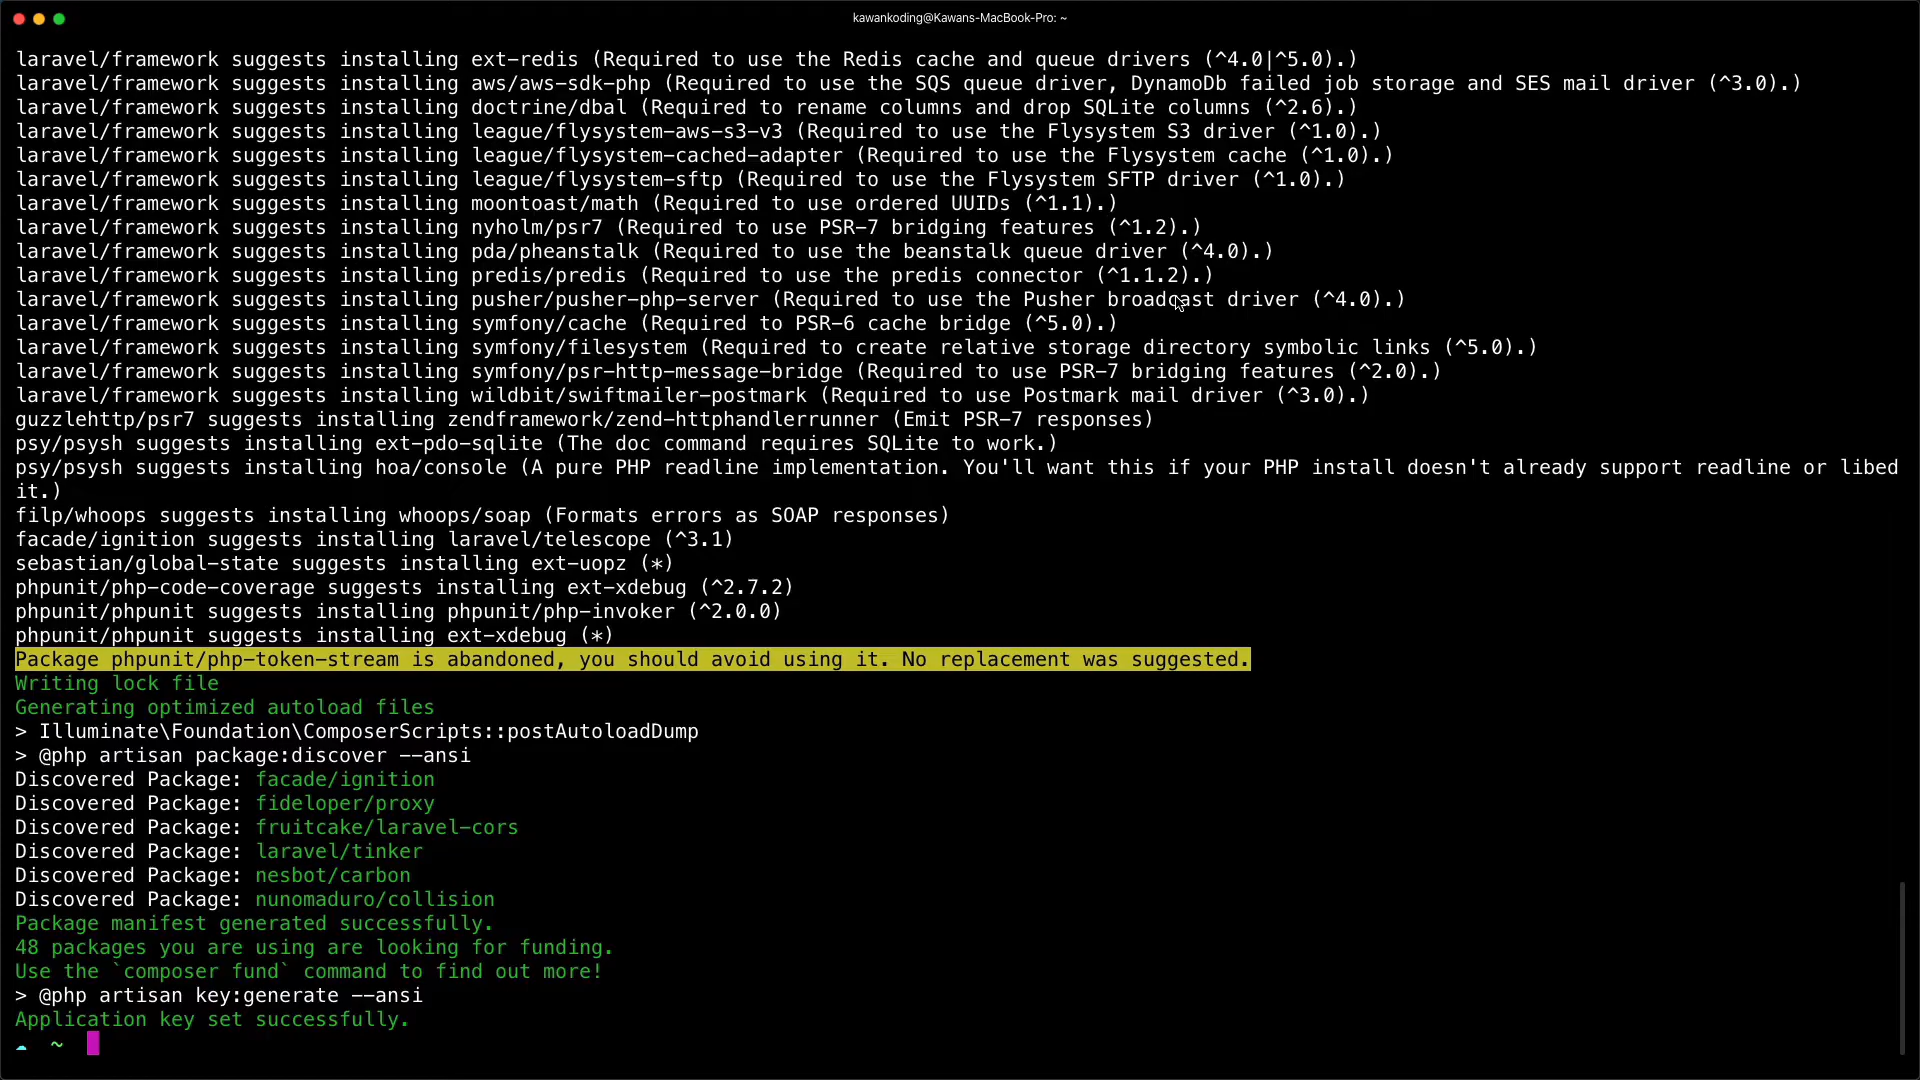 kawankoding@Kawans-MacBook-Pro: ~
laravel/framework suggests installing ext-redis (Required to use the Redis cache and queue drivers (^4.0|^5.0).)
laravel/framework suggests installing aws/aws-sdk-php (Required to use the SQS queue driver, DynamoDb failed job storage and SES mail driver (^3.0).)
laravel/framework suggests installing doctrine/dbal (Required to rename columns and drop SQLite columns (^2.6).)
laravel/framework suggests installing league/flysystem-aws-s3-v3 (Required to use the Flysystem S3 driver (^1.0).)
laravel/framework suggests installing league/flysystem-cached-adapter (Required to use the Flysystem cache (^1.0).)
laravel/framework suggests installing league/flysystem-sftp (Required to use the Flysystem SFTP driver (^1.0).)
laravel/framework suggests installing moontoast/math (Required to use ordered UUIDs (^1.1).)
laravel/framework suggests installing nyholm/psr7 (Required to use PSR-7 bridging features (^1.2).)
laravel/framework suggests installing pda/pheanstalk (Required to use the beanstalk queue driver (^4.0).)
laravel/framework suggests installing predis/predis (Required to use the predis connector (^1.1.2).)
laravel/framework suggests installing pusher/pusher-php-server (Required to use the Pusher broadcast driver (^4.0).)
laravel/framework suggests installing symfony/cache (Required to PSR-6 cache bridge (^5.0).)
laravel/framework suggests installing symfony/filesystem (Required to create relative storage directory symbolic links (^5.0).)
laravel/framework suggests installing symfony/psr-http-message-bridge (Required to use PSR-7 bridging features (^2.0).)
laravel/framework suggests installing wildbit/swiftmailer-postmark (Required to use Postmark mail driver (^3.0).)
guzzlehttp/psr7 suggests installing zendframework/zend-httphandlerrunner (Emit PSR-7 responses)
psy/psysh suggests installing ext-pdo-sqlite (The doc command requires SQLite to work.)
psy/psysh suggests installing hoa/console (A pure PHP readline implementation. You'll want this if your PHP install doesn't already support readline or libed
it.)
filp/whoops suggests installing whoops/soap (Formats errors as SOAP responses)
facade/ignition suggests installing laravel/telescope (^3.1)
sebastian/global-state suggests installing ext-uopz (*)
phpunit/php-code-coverage suggests installing ext-xdebug (^2.7.2)
phpunit/phpunit suggests installing phpunit/php-invoker (^2.0.0)
phpunit/phpunit suggests installing ext-xdebug (*)
Package phpunit/php-token-stream is abandoned, you should avoid using it. No replacement was suggested.
Writing lock file
Generating optimized autoload files
> Illuminate\Foundation\ComposerScripts::postAutoloadDump
> @php artisan package:discover --ansi
Discovered Package: facade/ignition
Discovered Package: fideloper/proxy
Discovered Package: fruitcake/laravel-cors
Discovered Package: laravel/tinker
Discovered Package: nesbot/carbon
Discovered Package: nunomaduro/collision
Package manifest generated successfully.
48 packages you are using are looking for funding.
Use the `composer fund` command to find out more!
> @php artisan key:generate --ansi
Application key set successfully.
☁ ~